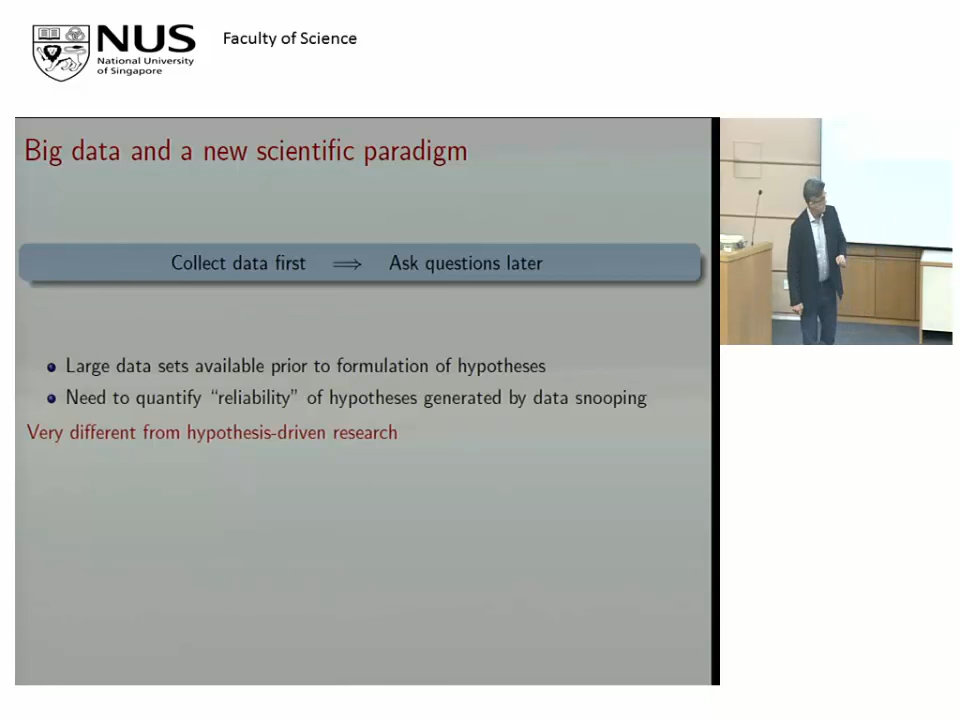 NUS
National University
of Singapore
Faculty of Science
Big data and a new scientific paradigm
Collect data first ⟹ Ask questions later
Large data sets available prior to formulation of hypotheses
Need to quantify “reliability” of hypotheses generated by data snooping
Very different from hypothesis-driven research